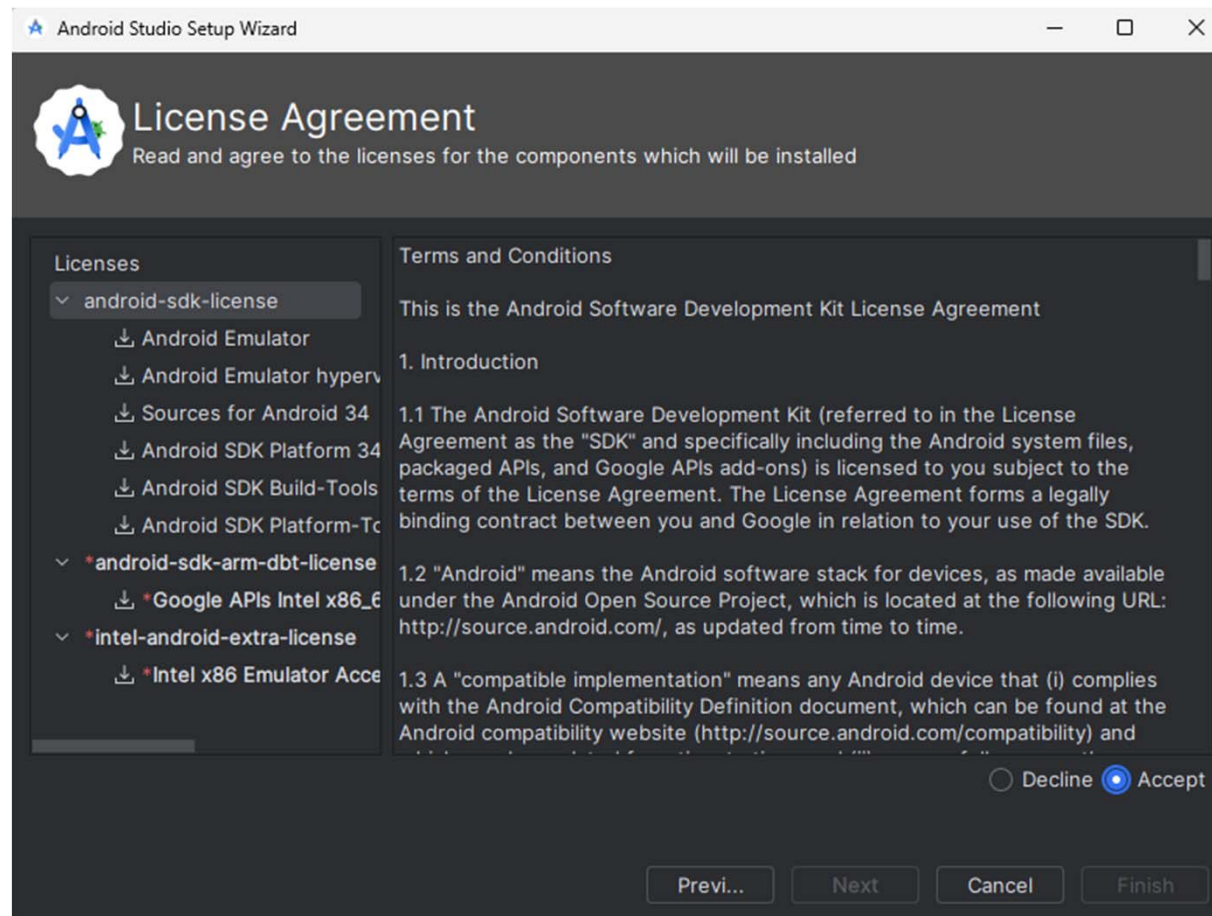 Android Studio Setup Wizard
License Agreement
Read and agree to the licenses for the components which will be installed
Licenses
android-sdk-license
Android Emulator
Android Emulator hyperv
Sources for Android 34
Android SDK Platform 34
Android SDK Build-Tools
Android SDK Platform-To
*android-sdk-arm-dbt-license
*Google APIs Intel x86_6
*intel-android-extra-license
*Intel x86 Emulator Acce
Terms and Conditions
This is the Android Software Development Kit License Agreement
1. Introduction
1.1 The Android Software Development Kit (referred to in the License
Agreement as the "SDK" and specifically including the Android system files,
packaged APIs, and Google APIs add-ons) is licensed to you subject to the
terms of the License Agreement. The License Agreement forms a legally
binding contract between you and Google in relation to your use of the SDK.
1.2 "Android" means the Android software stack for devices, as made available
under the Android Open Source Project, which is located at the following URL:
http://source.android.com/, as updated from time to time.
1.3 A "compatible implementation" means any Android device that (i) complies
with the Android Compatibility Definition document, which can be found at the
Android compatibility website (http://source.android.com/compatibility) and
Decline
Accept
Previ...
Next
Cancel
Finish